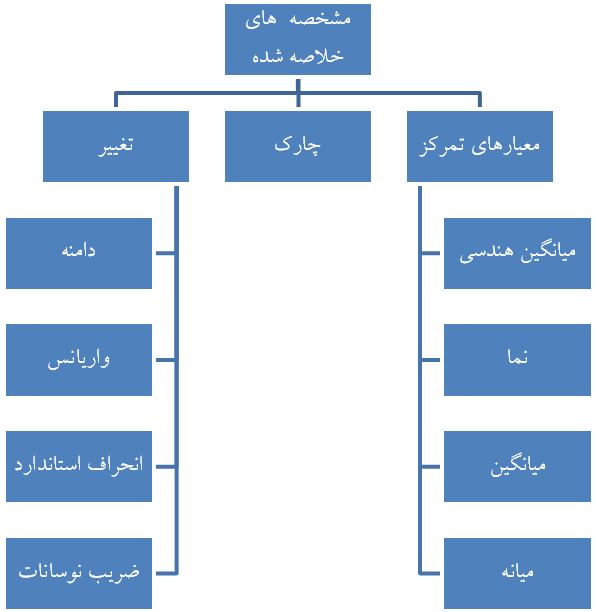 مشخصه های
خلاصه شده
معیارهای تمرکز
چارک
تغییر
میانگین هندسی
نما
میانگین
میانه
دامنه
واریانس
انحراف استاندارد
ضریب نوسانات